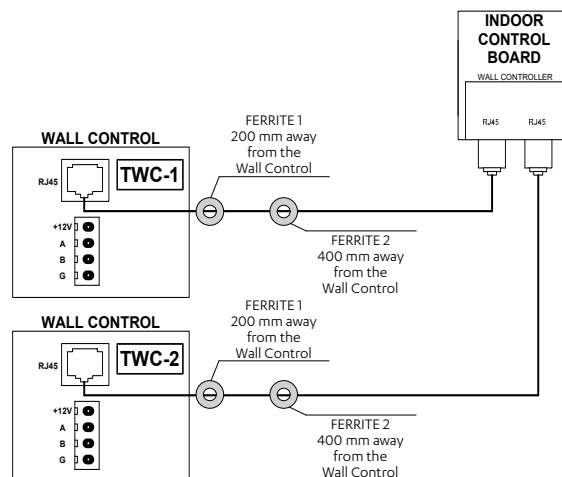 INDOOR
CONTROL
BOARD
WALL CONTROLLER
RJ45 RJ45
FERRITE 1
200 mm away
from the
Wall Control
WALL CONTROL
RJ45
TWC-1
+12V
A
B
G
FERRITE 2
400 mm away
from the
Wall Control
FERRITE 1
200 mm away
from the
Wall Control
WALL CONTROL
RJ45
TWC-2
+12V
A
B
G
FERRITE 2
400 mm away
from the
Wall Control